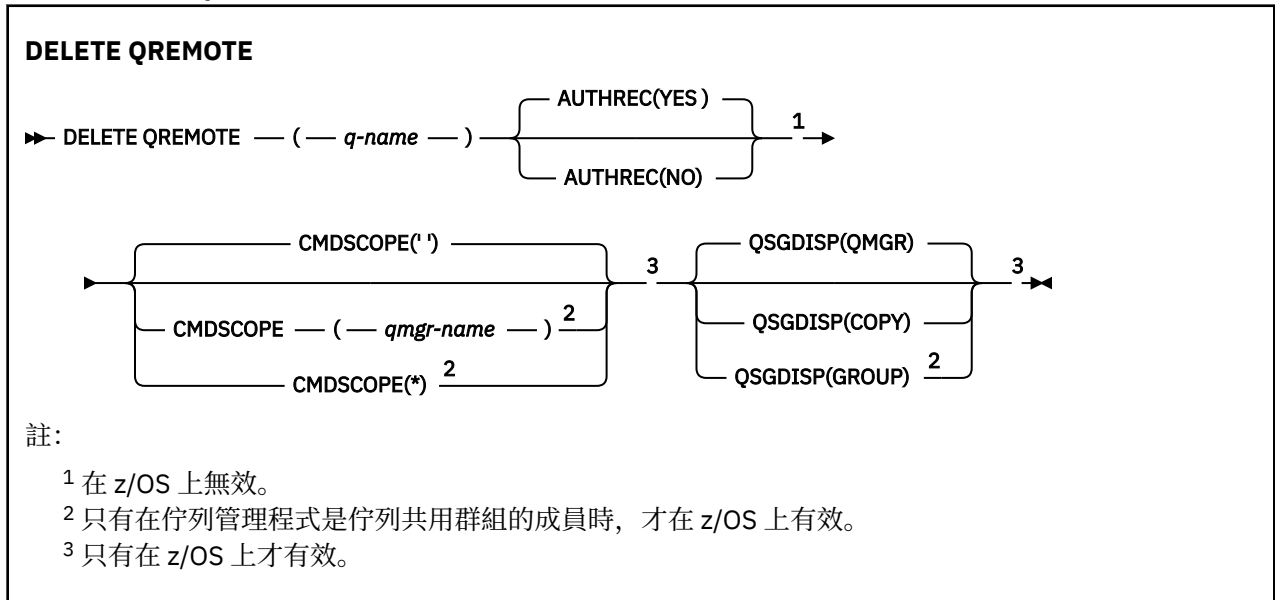 DELETE QREMOTE
AUTHREC(YES )
DELETE QREMOTE ( q-name ) 1
AUTHREC(NO)
CMDSCOPE(' ') QSGDISP(QMGR)
3 3
CMDSCOPE ( qmgr-name ) 2 QSGDISP(COPY)
CMDSCOPE(*) 2 QSGDISP(GROUP) 2
註：
1 在 z/OS 上無效。
2 只有在佇列管理程式是佇列共用群組的成員時，才在 z/OS 上有效。
3 只有在 z/OS 上才有效。